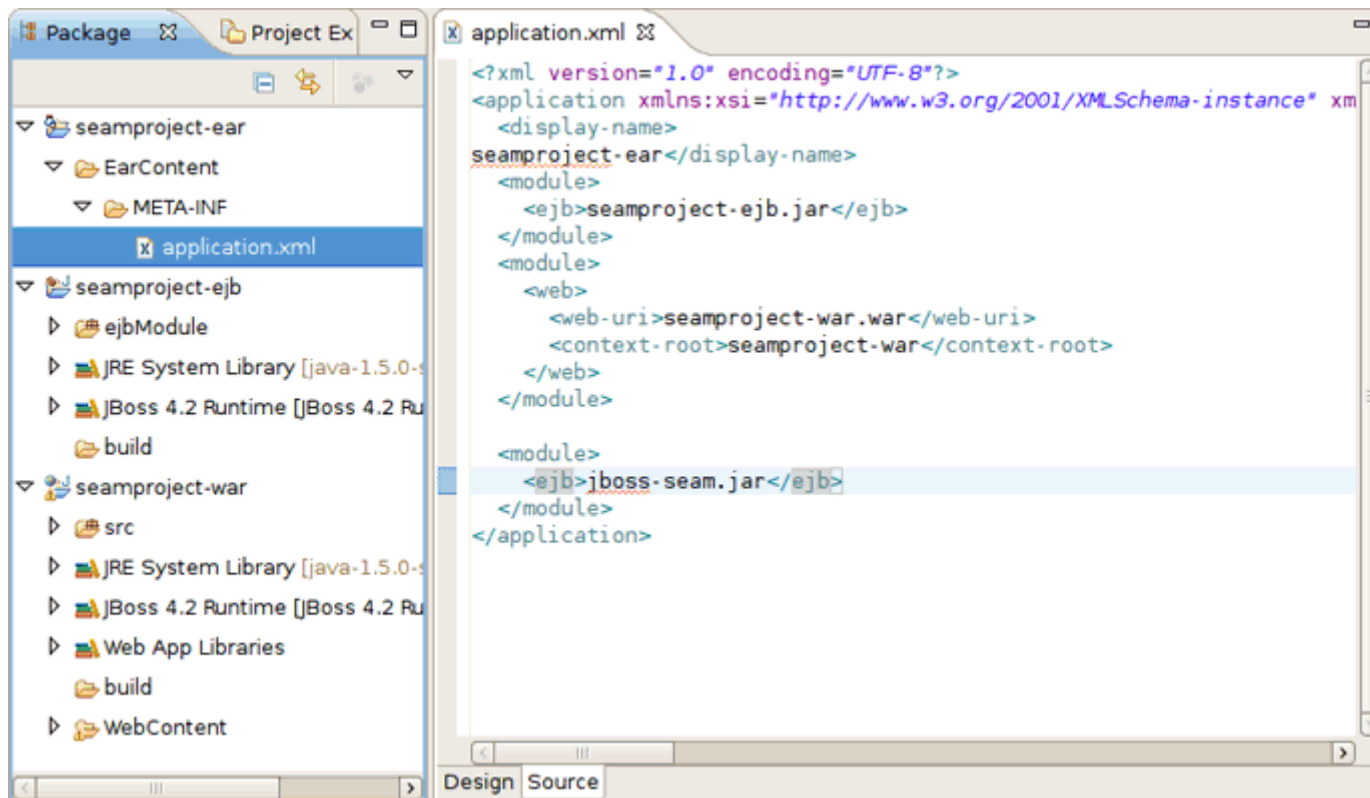 Package
Project Ex
seamproject-ear
EarContent
META-INF
application.xml
seamproject-ejb
ejbModule
JRE System Library [java-1.5.0-s
JBoss 4.2 Runtime [JBoss 4.2 Ru
build
seamproject-war
src
JRE System Library [java-1.5.0-s
JBoss 4.2 Runtime [JBoss 4.2 Ru
Web App Libraries
build
WebContent
application.xml
<?xml version="1.0" encoding="UTF-8"?>
<application xmlns:xsi="http://www.w3.org/2001/XMLSchema-instance" xm
<display-name>
seamproject-ear</display-name>
<module>
<ejb>seamproject-ejb.jar</ejb>
</module>
<module>
<web>
<web-uri>seamproject-war.war</web-uri>
<context-root>seamproject-war</context-root>
</web>
</module>
<module>
<ejb>jboss-seam.jar</ejb>
</module>
</application>
Design Source